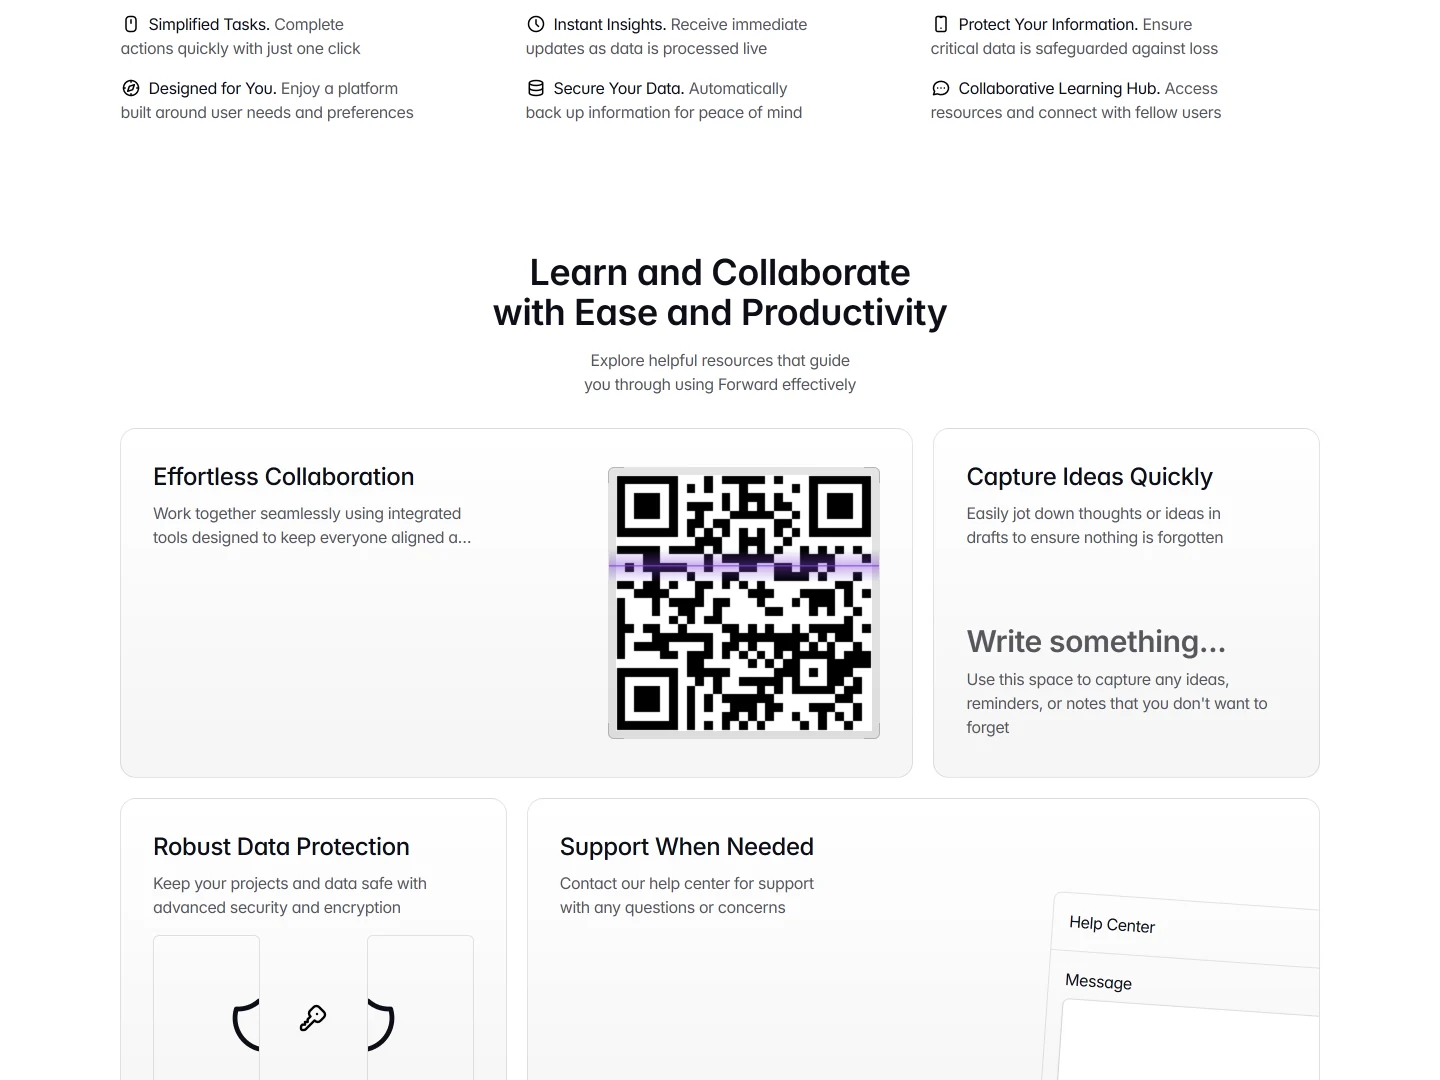 Simplified Tasks. Complete
actions quickly with just one click
Instant Insights. Receive immediate
updates as data is processed live
Protect Your Information. Ensure
critical data is safeguarded against loss
Designed for You. Enjoy a platform
built around user needs and preferences
Secure Your Data. Automatically
back up information for peace of mind
Collaborative Learning Hub. Access
resources and connect with fellow users
Learn and Collaborate
with Ease and Productivity
Explore helpful resources that guide
you through using Forward effectively
Effortless Collaboration
Work together seamlessly using integrated
tools designed to keep everyone aligned a...
Capture Ideas Quickly
Easily jot down thoughts or ideas in
drafts to ensure nothing is forgotten
Write something...
Use this space to capture any ideas,
reminders, or notes that you don't want to
forget
Robust Data Protection
Keep your projects and data safe with
advanced security and encryption
Support When Needed
Contact our help center for support
with any questions or concerns
Help Center
Message